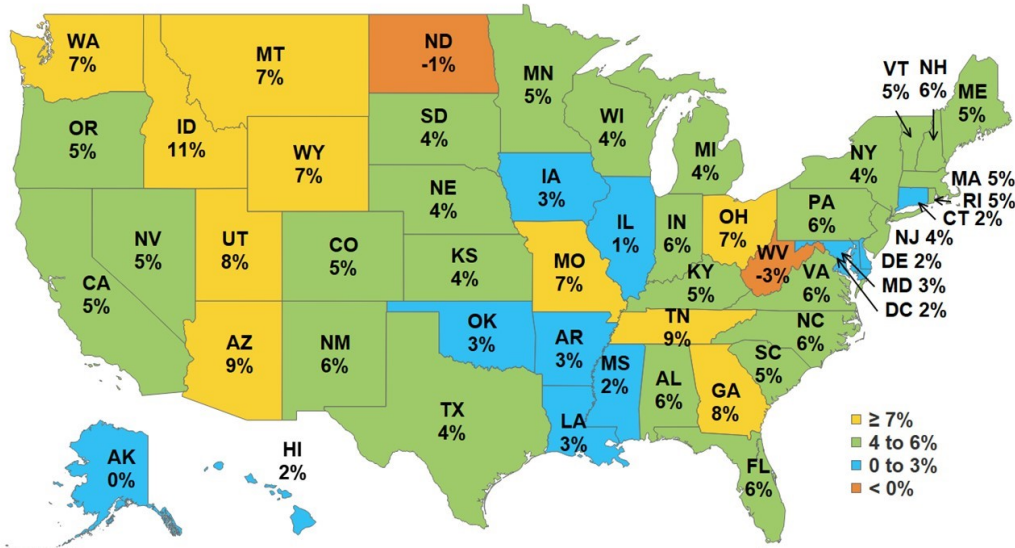 WA
7%
MT
7%
ND
-1%
MN
5%
VT
5%
NH
6%
ME
5%
OR
5%
ID
11%
WY
7%
SD
4%
WI
4%
MI
4%
NY
4%
MA 5%
RI 5%
CT 2%
NJ 4%
DE 2%
MD 3%
DC 2%
IA
3%
NE
4%
IL
1%
IN
6%
OH
7%
PA
6%
NV
5%
UT
8%
CO
5%
KS
4%
MO
7%
KY
5%
WV
-3%
VA
6%
CA
5%
AZ
9%
NM
6%
OK
3%
AR
3%
TN
9%
NC
6%
SC
5%
MS
2%
AL
6%
GA
8%
TX
4%
LA
3%
FL
6%
AK
0%
HI
2%
≥ 7%
4 to 6%
0 to 3%
< 0%